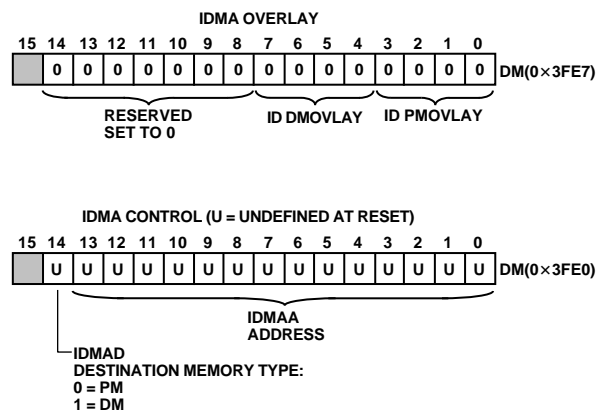 IDMA OVERLAY
15 14 13 12 11 10 9 8 7 6 5 4 3 2 1 0
0 0 0 0 0 0 0 0 0 0 0 0 0 0 0 DM(0×3FE7)
RESERVED ID DMOVLAY ID PMOVLAY
SET TO 0
IDMA CONTROL (U = UNDEFINED AT RESET)
15 14 13 12 11 10 9 8 7 6 5 4 3 2 1 0
U U U U U U U U U U U U U U U DM(0×3FE0)
IDMAA
ADDRESS
IDMAD
DESTINATION MEMORY TYPE:
0 = PM
1 = DM